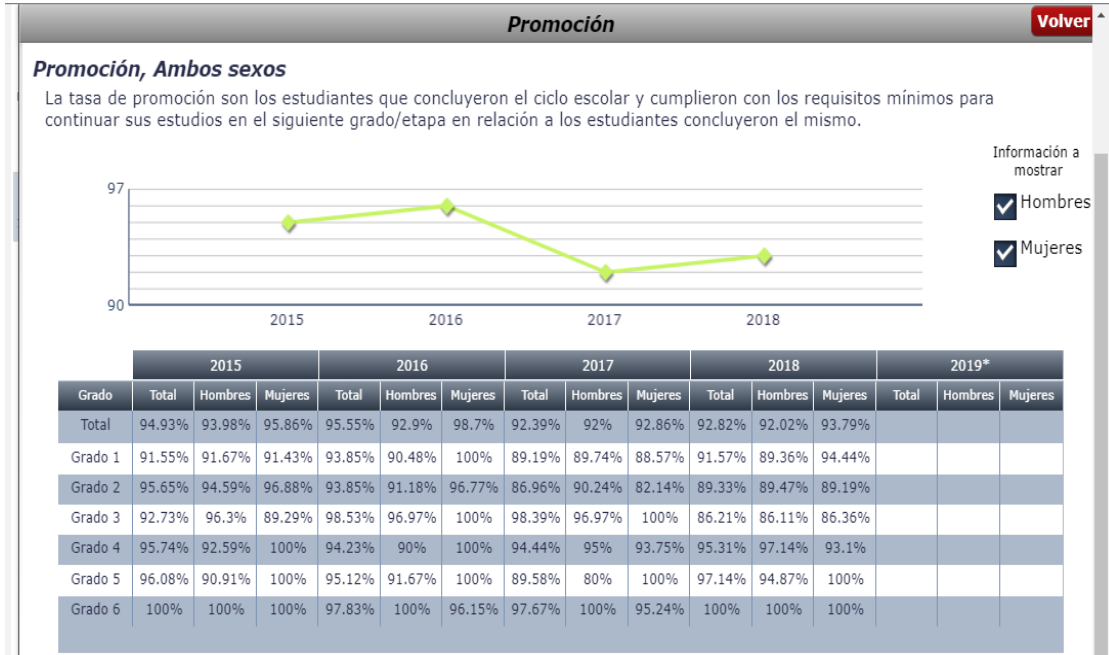 Promoción
Volver
Promoción, Ambos sexos
La tasa de promoción son los estudiantes que concluyeron el ciclo escolar y cumplieron con los requisitos mínimos para
continuar sus estudios en el siguiente grado/etapa en relación a los estudiantes concluyeron el mismo.
Información a
mostrar
Hombres
Mujeres
97
90
2015 2016 2017 2018
2015 2016 2017 2018 2019*
Grado Total Hombres Mujeres Total Hombres Mujeres Total Hombres Mujeres Total Hombres Mujeres Total Hombres Mujeres
Total 94.93% 93.98% 95.86% 95.55% 92.9% 98.7% 92.39% 92% 92.86% 92.82% 92.02% 93.79%
Grado 1 91.55% 91.67% 91.43% 93.85% 90.48% 100% 89.19% 89.74% 88.57% 91.57% 89.36% 94.44%
Grado 2 95.65% 94.59% 96.88% 93.85% 91.18% 96.77% 86.96% 90.24% 82.14% 89.33% 89.47% 89.19%
Grado 3 92.73% 96.3% 89.29% 98.53% 96.97% 100% 98.39% 96.97% 100% 86.21% 86.11% 86.36%
Grado 4 95.74% 92.59% 100% 94.23% 90% 100% 94.44% 95% 93.75% 95.31% 97.14% 93.1%
Grado 5 96.08% 90.91% 100% 95.12% 91.67% 100% 89.58% 80% 100% 97.14% 94.87% 100%
Grado 6 100% 100% 100% 97.83% 100% 96.15% 97.67% 100% 95.24% 100% 100% 100%